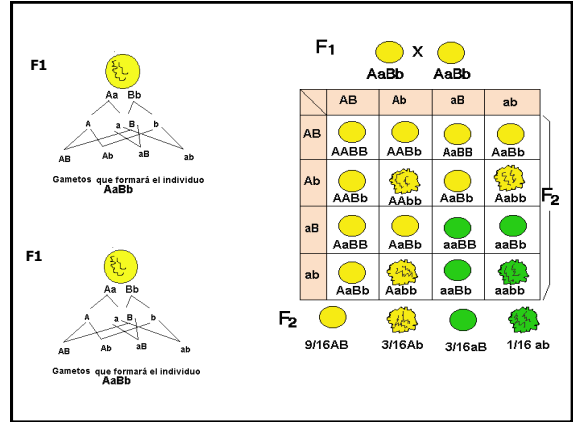 F1
Aa Bb
A a B b
AB Ab aB ab
Gametos que formará el individuo
AaBb
F1
Aa Bb
A a B b
AB Ab aB ab
Gametos que formará el individuo
AaBb
F1 X
AaBb AaBb
AB Ab aB ab
AB AABB AABb AaBB AaBb
Ab AABb AAbb AaBb Aabb
F2
aB AaBB AaBb aaBB aaBb
ab AaBb Aabb aaBb aabb
F2
9/16AB 3/16Ab 3/16aB 1/16 ab